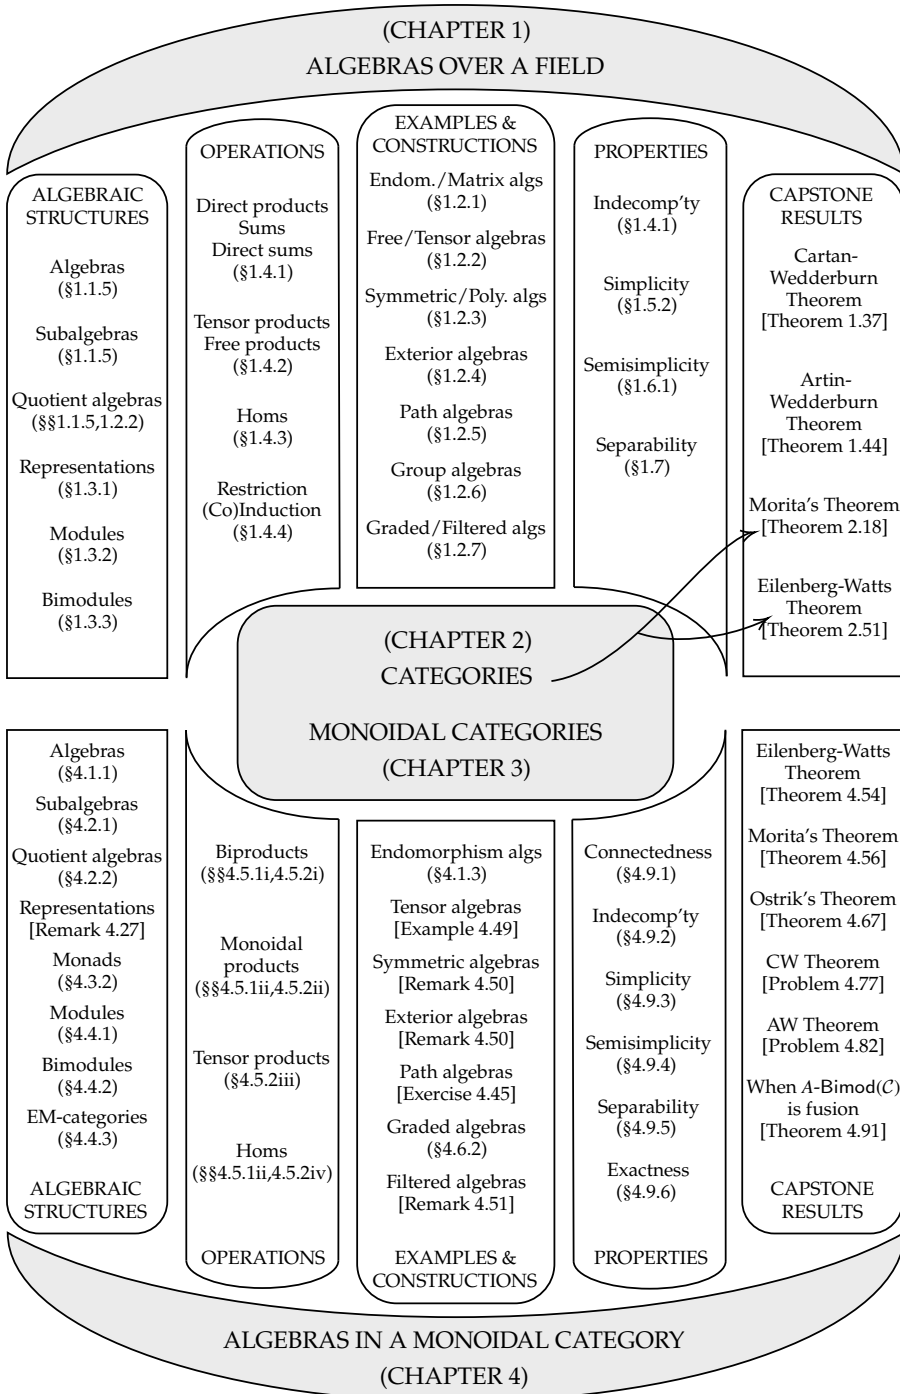 (CHAPTER 1)
ALGEBRAS OVER A FIELD
ALGEBRAIC
STRUCTURES
Algebras
(§1.1.5)
Subalgebras
(§1.1.5)
Quotient algebras
(§§1.1.5,1.2.2)
Representations
(§1.3.1)
Modules
(§1.3.2)
Bimodules
(§1.3.3)
OPERATIONS
Direct products
Sums
Direct sums
(§1.4.1)
Tensor products
Free products
(§1.4.2)
Homs
(§1.4.3)
Restriction
(Co)Induction
(§1.4.4)
EXAMPLES &
CONSTRUCTIONS
Endom./Matrix algs
(§1.2.1)
Free/Tensor algebras
(§1.2.2)
Symmetric/Poly. algs
(§1.2.3)
Exterior algebras
(§1.2.4)
Path algebras
(§1.2.5)
Group algebras
(§1.2.6)
Graded/Filtered algs
(§1.2.7)
PROPERTIES
Indecomp'ty
(§1.4.1)
Simplicity
(§1.5.2)
Semisimplicity
(§1.6.1)
Separability
(§1.7)
CAPSTONE
RESULTS
Cartan-
Wedderburn
Theorem
[Theorem 1.37]
Artin-
Wedderburn
Theorem
[Theorem 1.44]
Morita's Theorem
[Theorem 2.18]
Eilenberg-Watts
Theorem
[Theorem 2.51]
(CHAPTER 2)
CATEGORIES
MONOIDAL CATEGORIES
(CHAPTER 3)
Algebras
(§4.1.1)
Subalgebras
(§4.2.1)
Quotient algebras
(§4.2.2)
Representations
[Remark 4.27]
Monads
(§4.3.2)
Modules
(§4.4.1)
Bimodules
(§4.4.2)
EM-categories
(§4.4.3)
ALGEBRAIC
STRUCTURES
Biproducts
(§§4.5.1i,4.5.2i)
Monoidal
products
(§§4.5.1ii,4.5.2ii)
Tensor products
(§4.5.2iii)
Homs
(§§4.5.1ii,4.5.2iv)
OPERATIONS
Endomorphism algs
(§4.1.3)
Tensor algebras
[Example 4.49]
Symmetric algebras
[Remark 4.50]
Exterior algebras
[Remark 4.50]
Path algebras
[Exercise 4.45]
Graded algebras
(§4.6.2)
Filtered algebras
[Remark 4.51]
EXAMPLES &
CONSTRUCTIONS
Connectedness
(§4.9.1)
Indecomp'ty
(§4.9.2)
Simplicity
(§4.9.3)
Semisimplicity
(§4.9.4)
Separability
(§4.9.5)
Exactness
(§4.9.6)
PROPERTIES
Eilenberg-Watts
Theorem
[Theorem 4.54]
Morita's Theorem
[Theorem 4.56]
Ostrik's Theorem
[Theorem 4.67]
CW Theorem
[Problem 4.77]
AW Theorem
[Problem 4.82]
When A-Bimod(C)
is fusion
[Theorem 4.91]
CAPSTONE
RESULTS
ALGEBRAS IN A MONOIDAL CATEGORY
(CHAPTER 4)